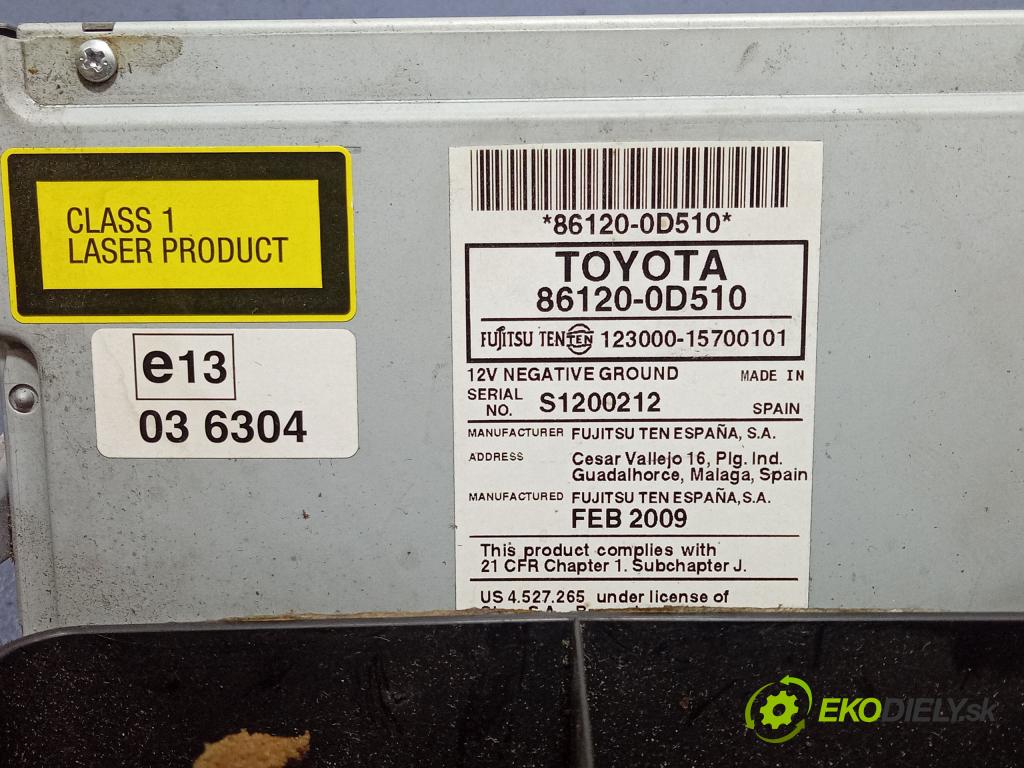 CLASS 1
LASER PRODUCT
e13
03 6304
*86120-0D510*
TOYOTA
86120-0D510
FUJITSU TEN TEN 123000-15700101
12V NEGATIVE GROUND MADE IN
SERIAL NO. S1200212 SPAIN
MANUFACTURER FUJITSU TEN ESPAÑA, S.A.
ADDRESS Cesar Vallejo 16, Plg. Ind.
Guadalhorce, Malaga, Spain
MANUFACTURED FUJITSU TEN ESPAÑA,S.A.
FEB 2009
This product complies with
21 CFR Chapter 1. Subchapter J.
US 4.527.265 under license of
EKODIELY.sk